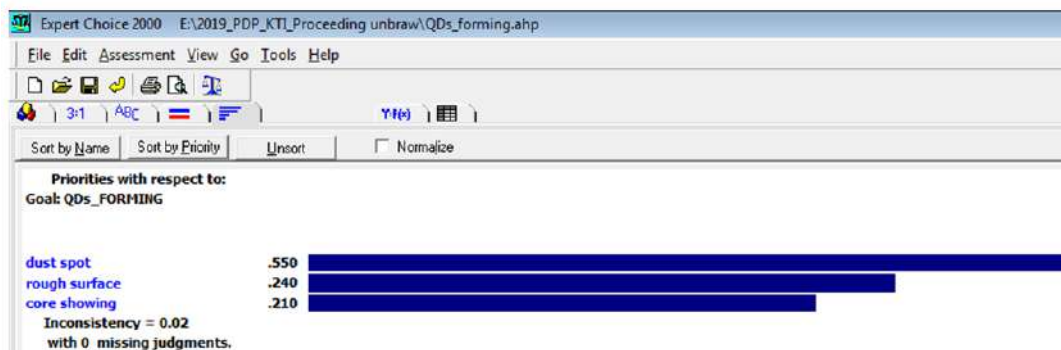 Expert Choice 2000 E:\2019_PDP_KTI_Proceeding unbraw\QDs_forming.ahp
File Edit Assessment View Go Tools Help
3:1 ABC Y:F(x)
Sort by Name Sort by Priority Unsort Normalize
Priorities with respect to:
Goal: QDs_FORMING
dust spot .550
rough surface .240
core showing .210
Inconsistency = 0.02
with 0 missing judgments.